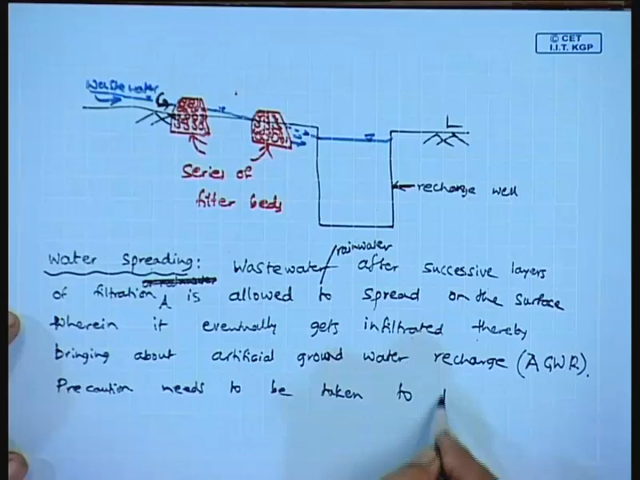 © CET
I.I.T. KGP
Wastewater
Series of
filter beds
recharge well
Water Spreading: Wastewater / rainwater after successive layers
of filtration is allowed to spread on the surface
wherein it eventually gets infiltrated thereby
bringing about artificial ground water recharge (AGWR).
Precaution needs to be taken to